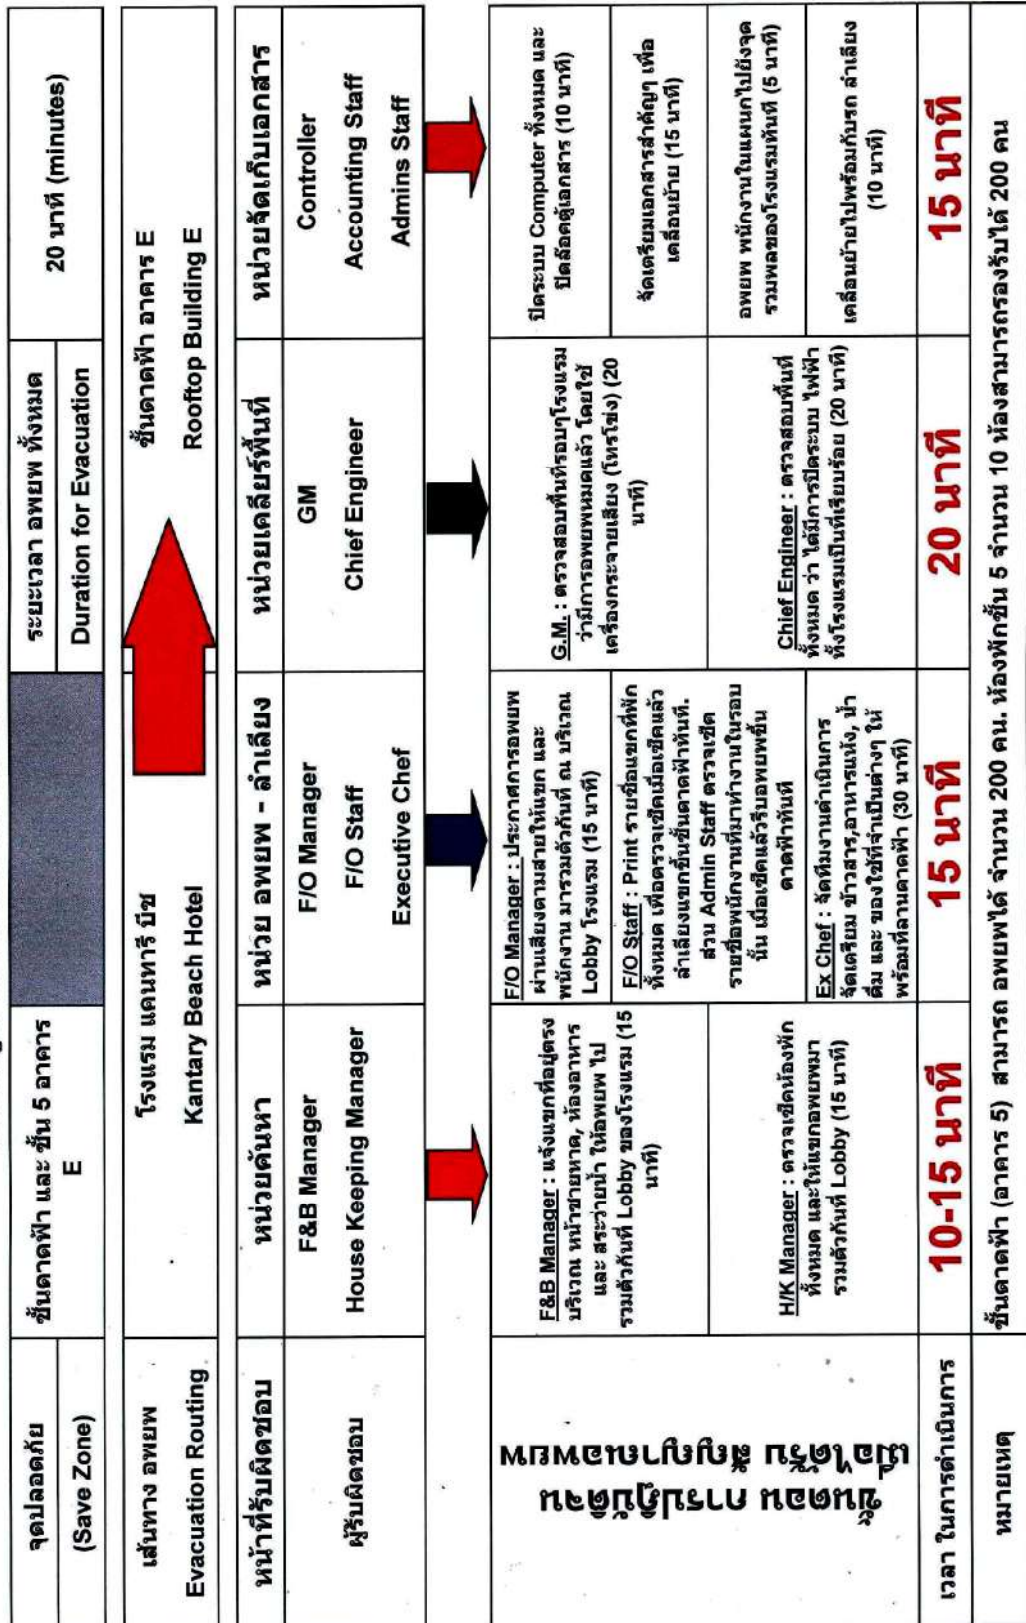 จุดปลอดภัย
(Save Zone)
ชั้นดาดฟ้า และ ชั้น 5 อาคาร
E
ระยะเวลา อพยพ ทั้งหมด
Duration for Evacuation
20 นาที (minutes)
เส้นทาง อพยพ
Evacuation Routing
โรงแรม แคนทารี บีช
Kantary Beach Hotel
ชั้นดาดฟ้า อาคาร E
Rooftop Building E
หน้าที่รับผิดชอบ
หน่วยค้นหา
หน่วย อพยพ – ลำเลียง
หน่วยเคลียร์พื้นที่
หน่วยจัดเก็บเอกสาร
ผู้รับผิดชอบ
F&B Manager
House Keeping Manager
F/O Manager
F/O Staff
Executive Chef
GM
Chief Engineer
Controller
Accounting Staff
Admins Staff
ขั้นตอน การปฏิบัติตน
เมื่อได้รับ สัญญาณอพยพ
F&B Manager : แจ้งแขกที่อยู่ตรง
บริเวณ หน้าชายหาด, ห้องอาหาร
และ สระว่ายน้ำ ให้อพยพ ไป
รวมตัวกันที่ Lobby ของโรงแรม (15
นาที)
H/K Manager : ตรวจเช็คห้องพัก
ทั้งหมด และให้แขกอพยพมา
รวมตัวกันที่ Lobby (15 นาที)
F/O Manager : ประกาศการอพยพ
ผ่านเสียงตามสายให้แขก และ
พนักงาน มารวมตัวกันที่ ณ บริเวณ
Lobby โรงแรม (15 นาที)
F/O Staff : Print รายชื่อแขกที่พัก
ทั้งหมด เพื่อตรวจเช็คเมื่อเช็คแล้ว
ลำเลียงแขกขึ้นชั้นดาดฟ้าทันที.
ส่วน Admin Staff ตรวจเช็ค
รายชื่อพนักงานที่มาทำงานในรอบ
นั้น เมื่อเช็คแล้วรีบอพยพขึ้น
ดาดฟ้าทันที
Ex Chef : จัดทีมงานดำเนินการ
จัดเตรียม ข้าวสาร,อาหารแห้ง, น้ำ
ดื่ม และ ของใช้ที่จำเป็นต่างๆ ให้
พร้อมที่ลานดาดฟ้า (30 นาที)
G.M. : ตรวจสอบพื้นที่รอบๆโรงแรม
ว่ามีการอพยพหมดแล้ว โดยใช้
เครื่องกระจายเสียง (โทรโข่ง) (20
นาที)
Chief Engineer : ตรวจสอบพื้นที่
ทั้งหมด ว่า ได้มีการปิดระบบ ไฟฟ้า
ทั้งโรงแรมเป็นที่เรียบร้อย (20 นาที)
ปิดระบบ Computer ทั้งหมด และ
ปิดล๊อคตู้เอกสาร (10 นาที)
จัดเตรียมเอกสารสำคัญๆ เพื่อ
เคลื่อนย้าย (15 นาที)
อพยพ พนักงานในแผนกไปยังจุด
รวมพลของโรงแรมทันที (5 นาที)
เคลื่อนย้ายไปพร้อมกับรถ ลำเลียง
(10 นาที)
เวลา ในการดำเนินการ
10-15 นาที
15 นาที
20 นาที
15 นาที
หมายเหตุ
ชั้นดาดฟ้า (อาคาร 5) สามารถ อพยพได้ จำนวน 200 คน. ห้องพักชั้น 5 จำนวน 10 ห้องสามารถรองรับได้ 200 คน